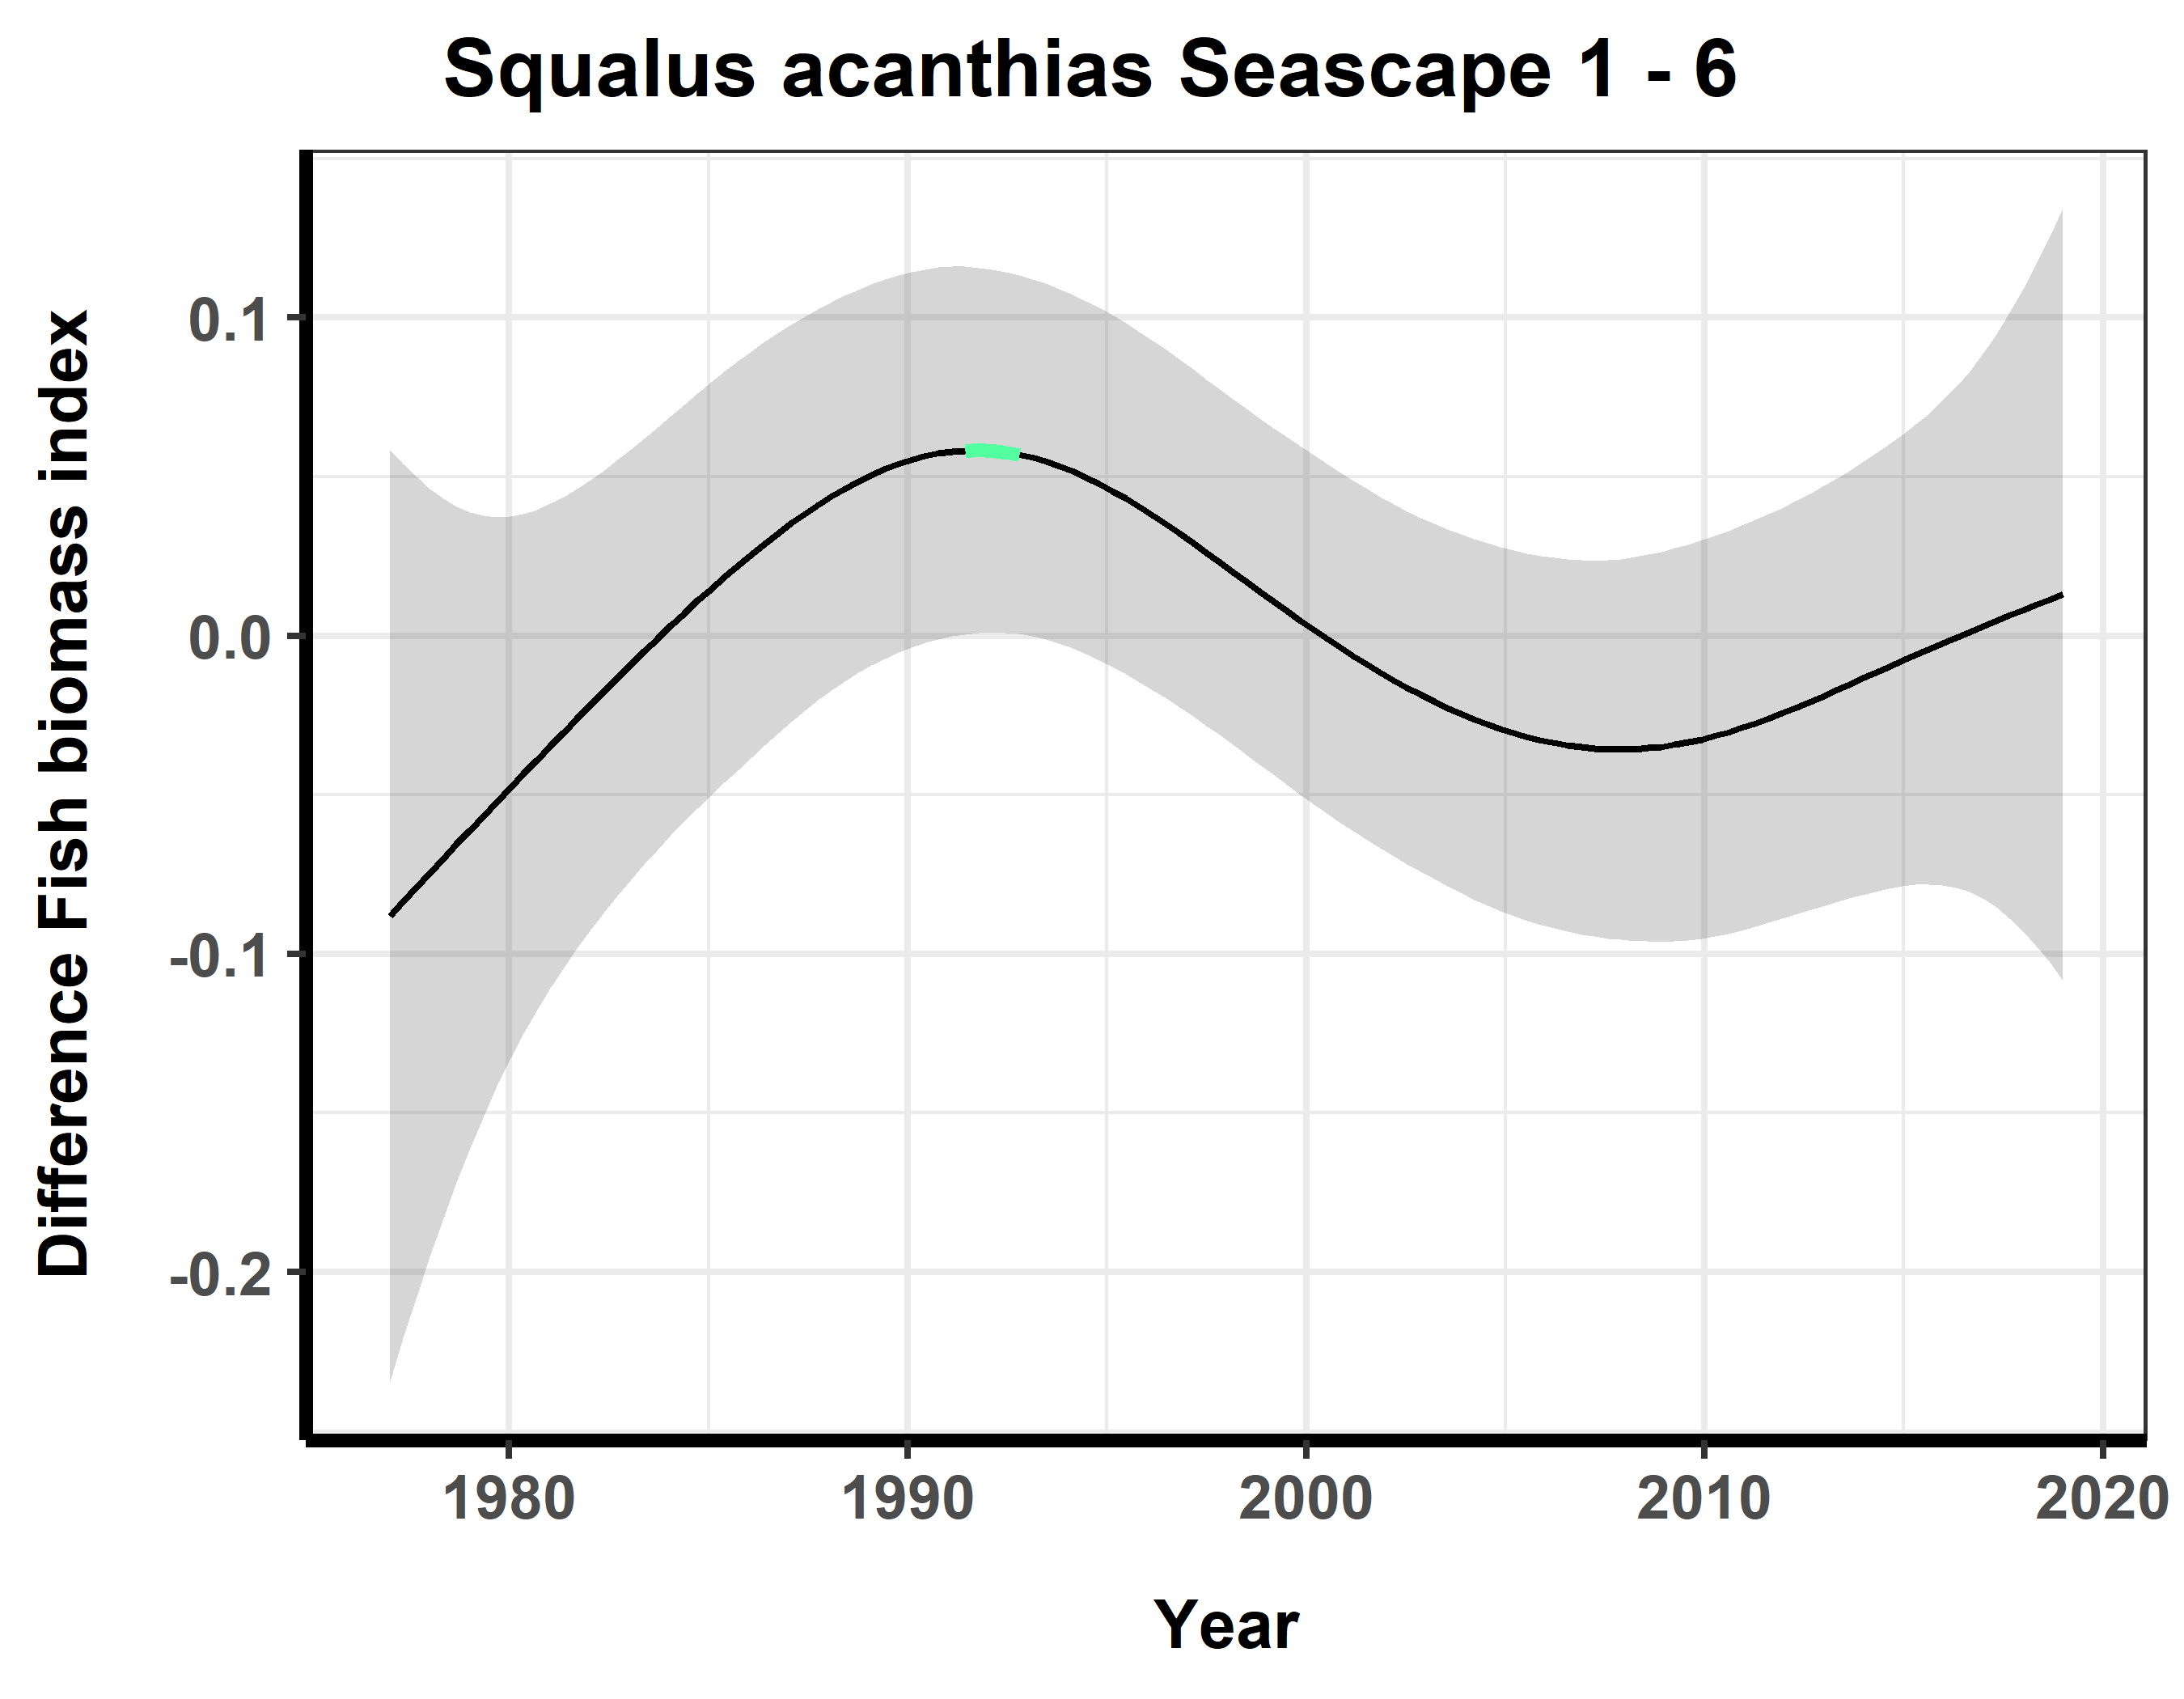 Squalus acanthias Seascape 1 - 6
Difference Fish biomass index
0.1
0.0
-0.1
-0.2
1980 1990 2000 2010 2020
Year